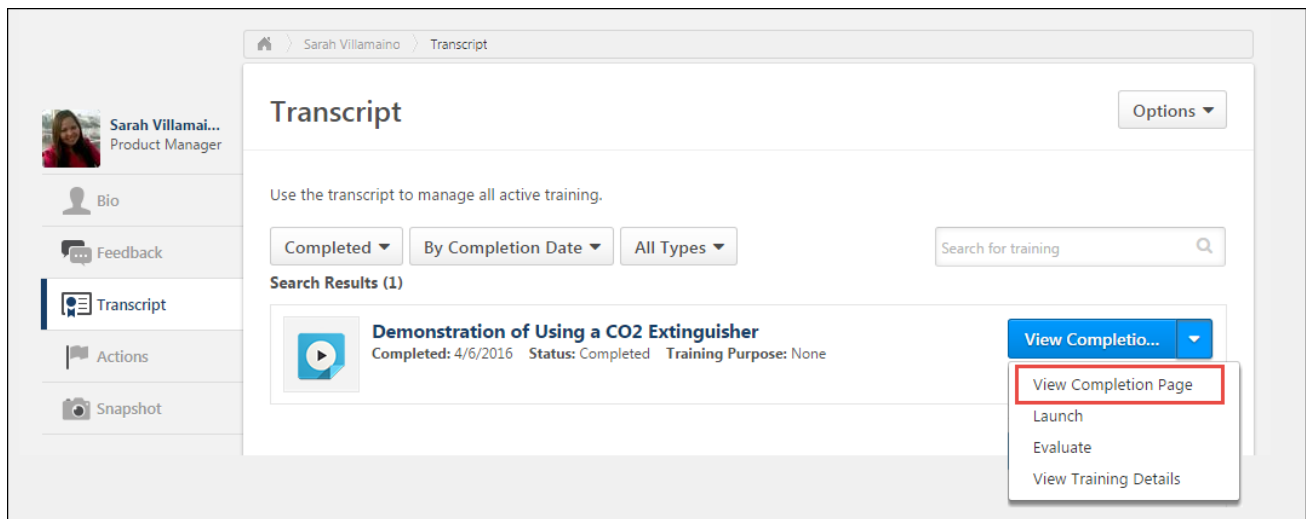 Sarah Villamaino Transcript
Sarah Villamai...
Product Manager
Bio
Feedback
Transcript
Actions
Snapshot
Transcript
Options
Use the transcript to manage all active training.
Completed By Completion Date All Types
Search for training
Search Results (1)
Demonstration of Using a CO2 Extinguisher
Completed: 4/6/2016 Status: Completed Training Purpose: None
View Completio...
View Completion Page
Launch
Evaluate
View Training Details